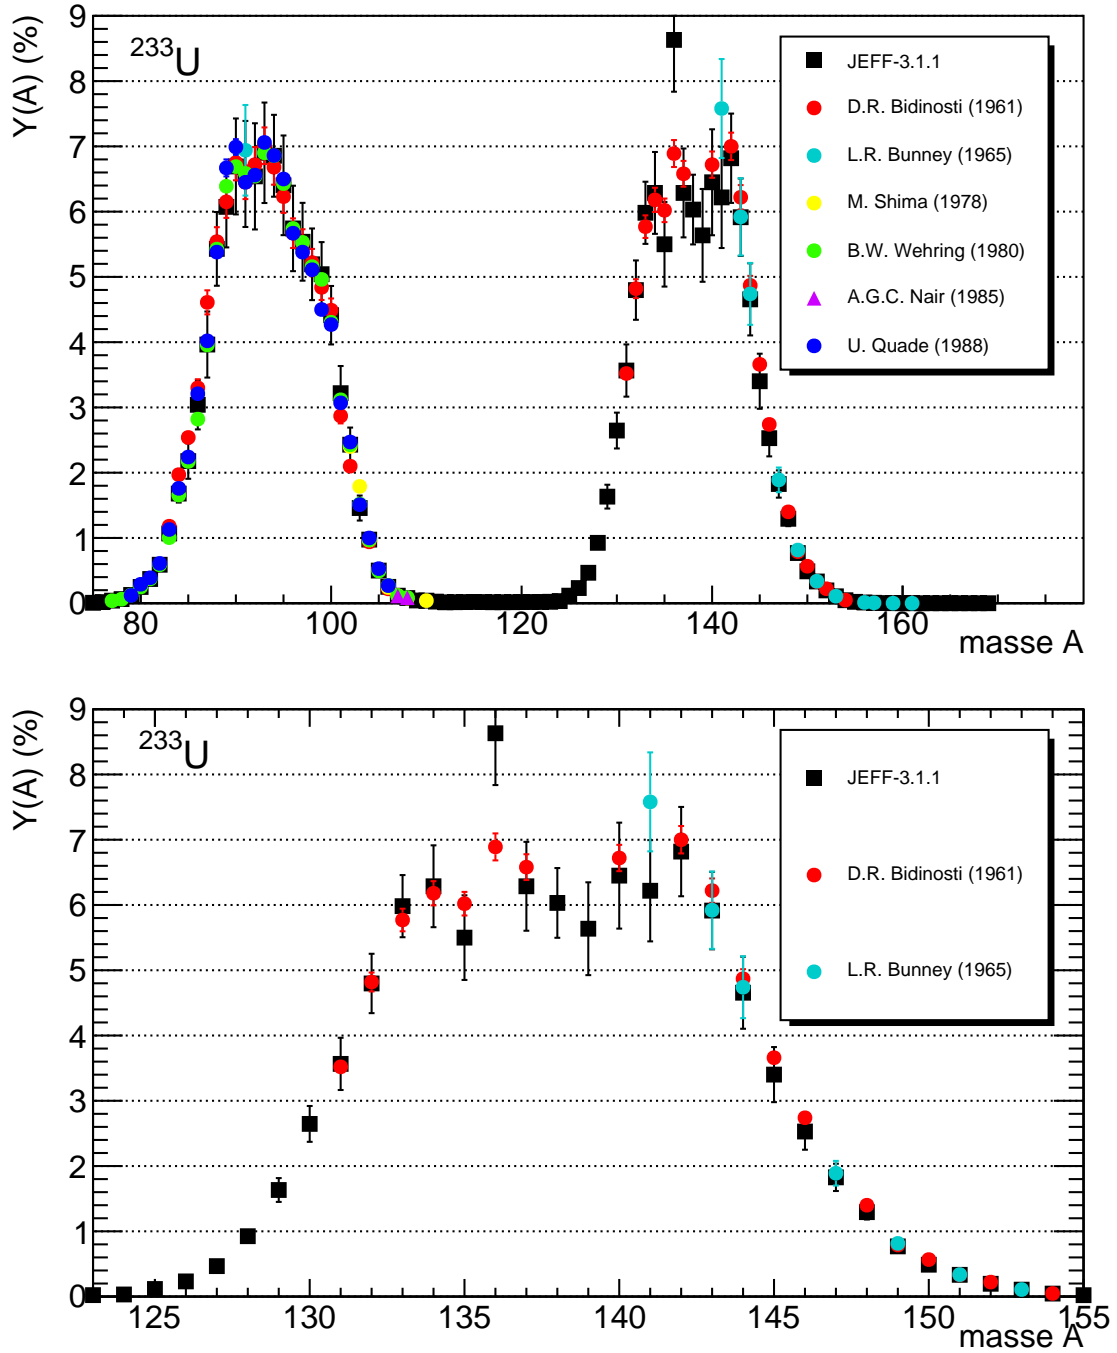 Y(A) (%)
9
8
7
6
5
4
3
2
1
0
²³³U
JEFF-3.1.1
D.R. Bidinosti (1961)
L.R. Bunney (1965)
M. Shima (1978)
B.W. Wehring (1980)
A.G.C. Nair (1985)
U. Quade (1988)
80 100 120 140 160
masse A
Y(A) (%)
9
8
7
6
5
4
3
2
1
0
²³³U
JEFF-3.1.1
D.R. Bidinosti (1961)
L.R. Bunney (1965)
125 130 135 140 145 150 155
masse A